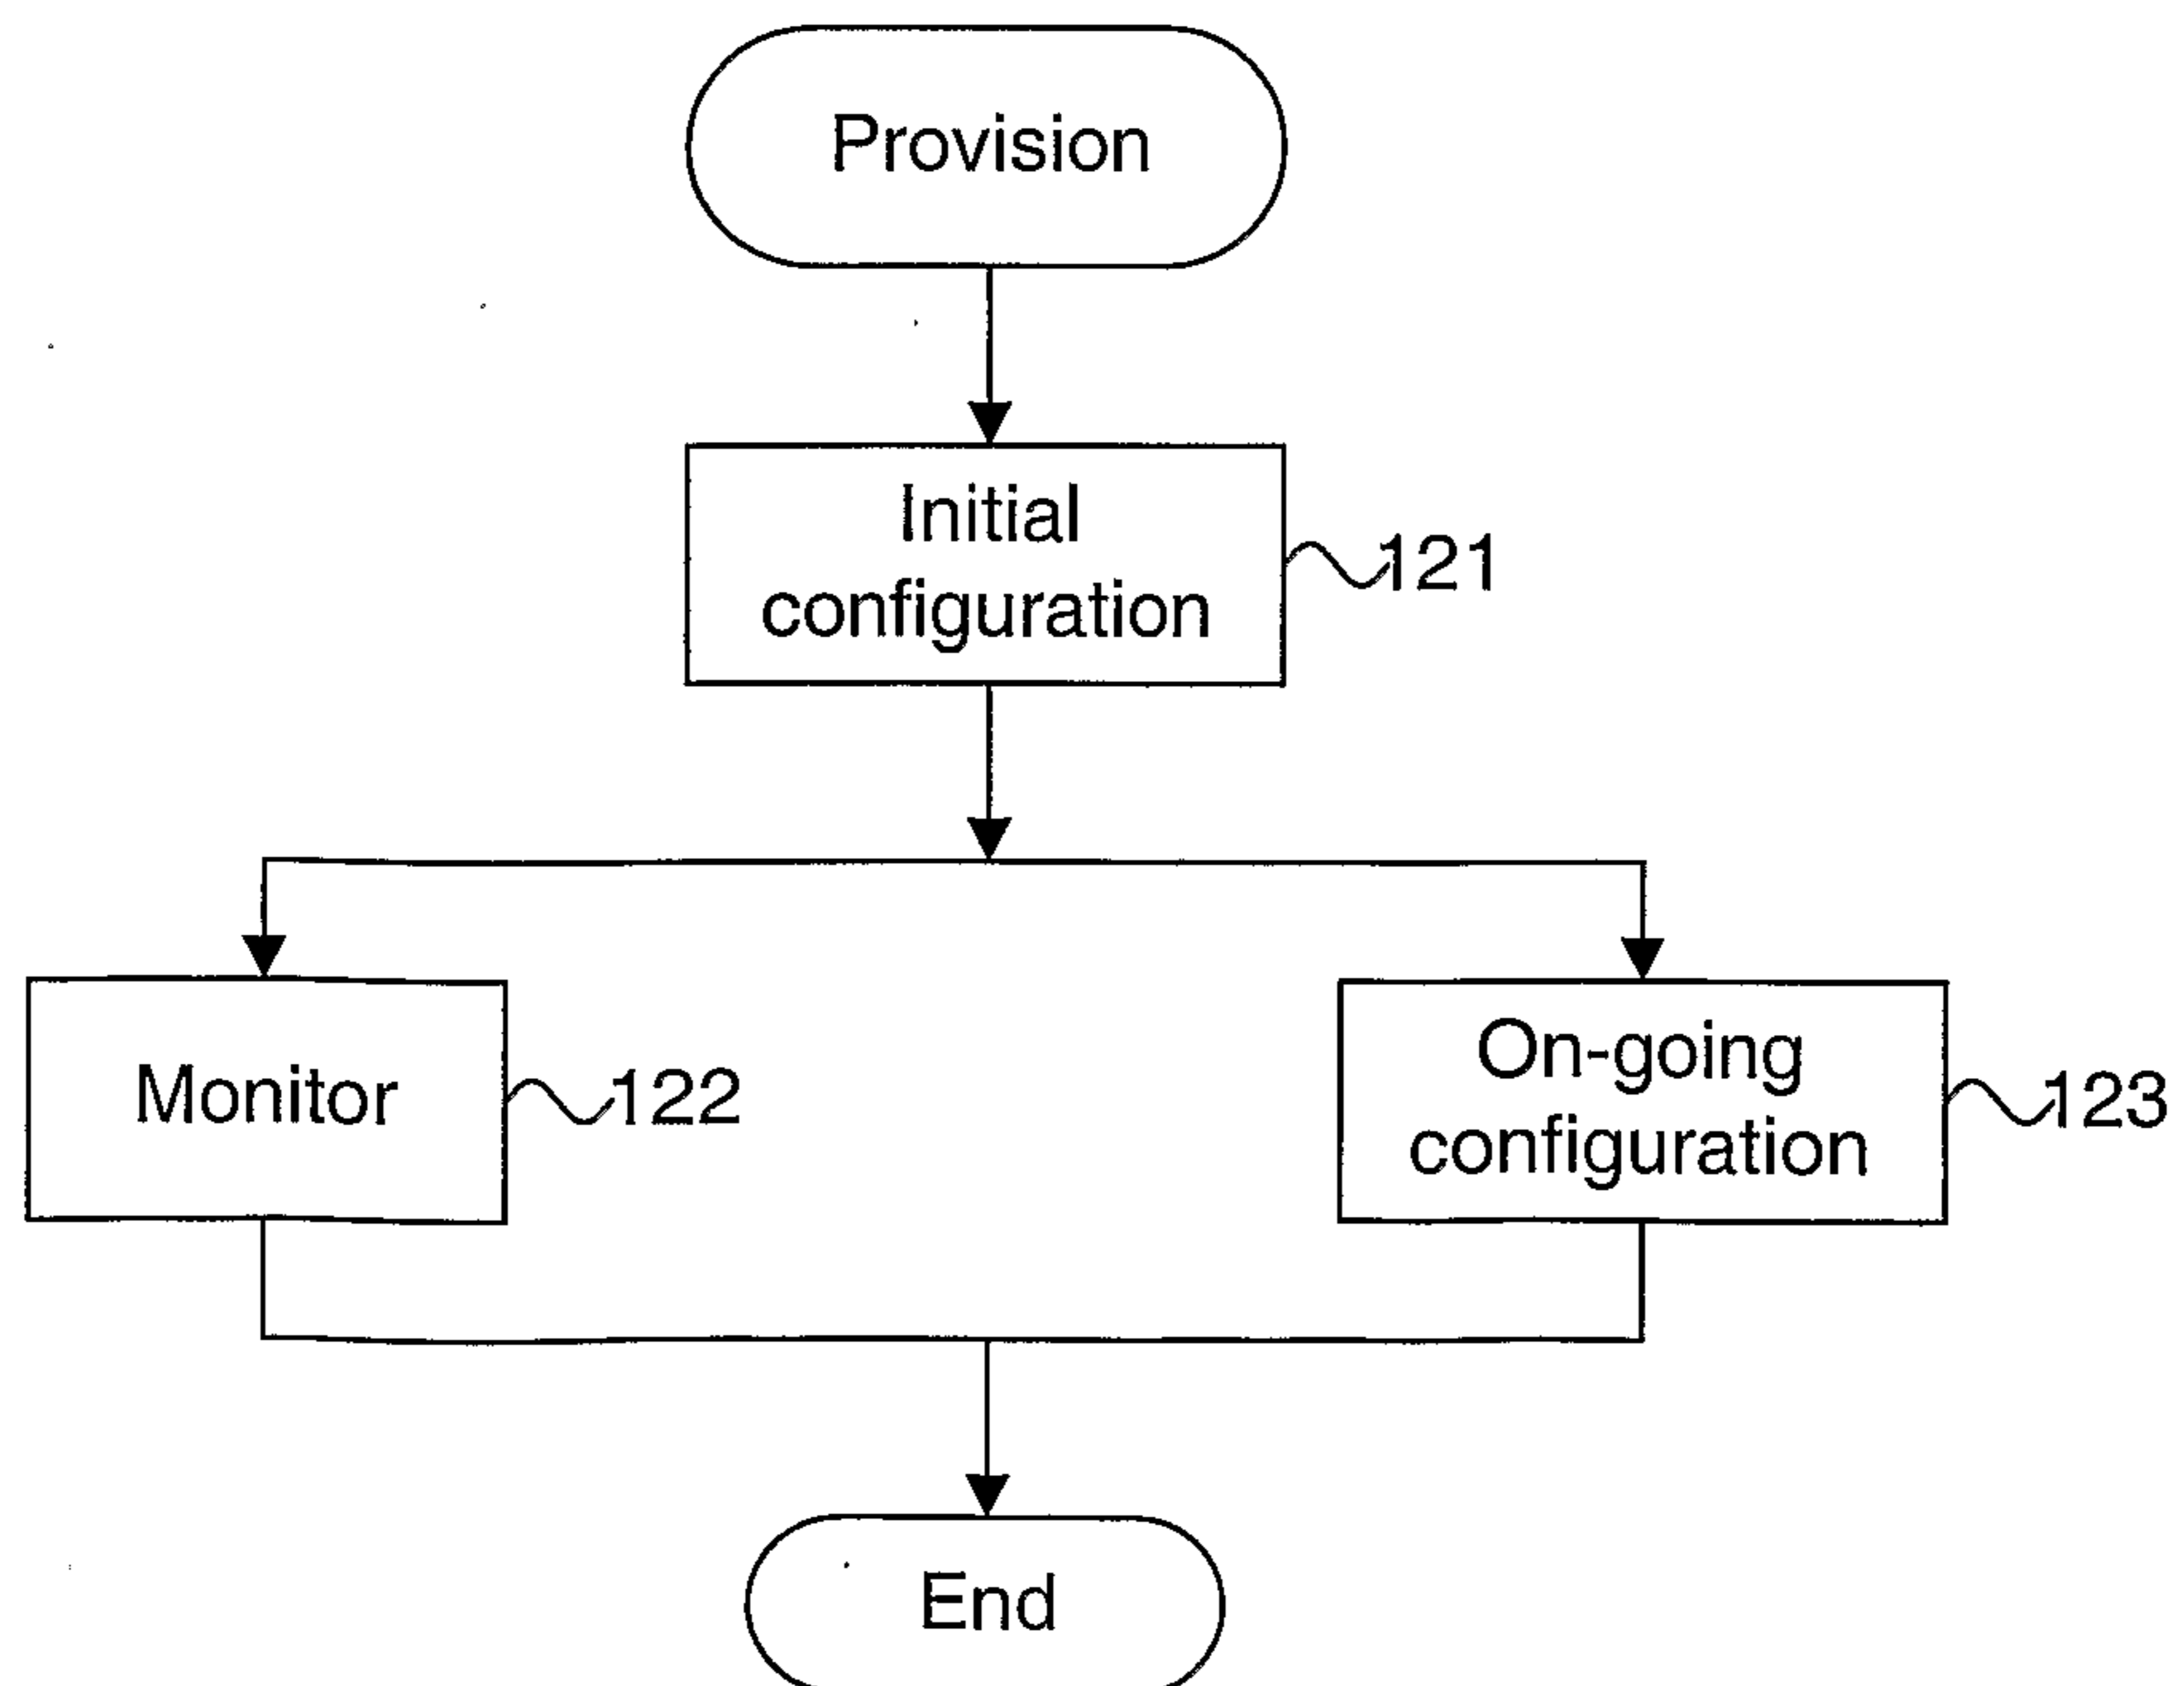 Provision
Initial
configuration
121
Monitor
122
On-going
configuration
123
End